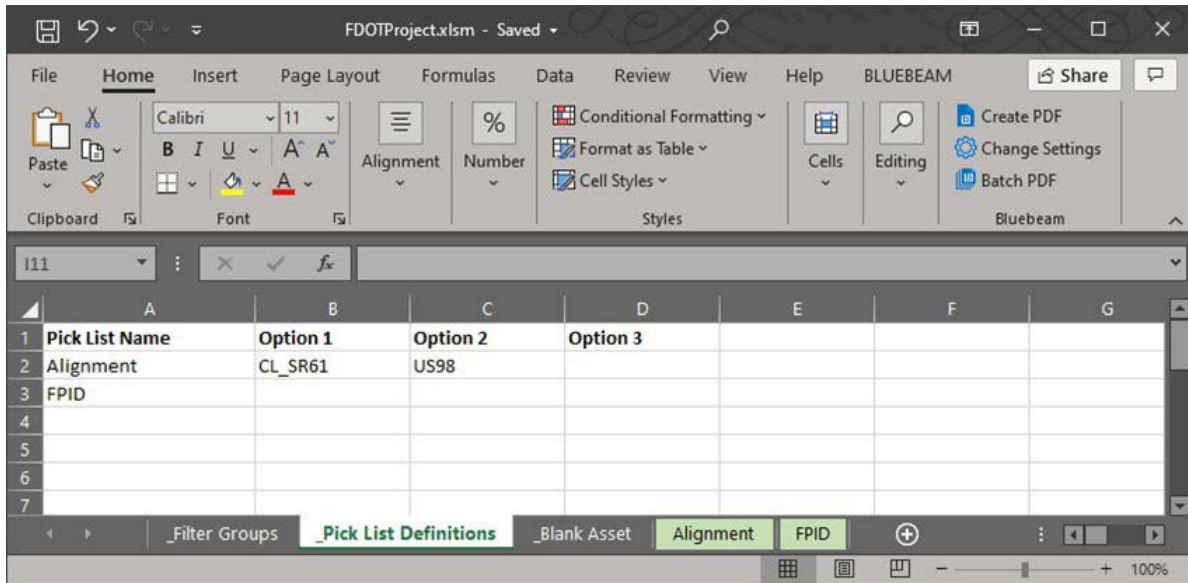 FDOTProject.xlsm - Saved
File Home Insert Page Layout Formulas Data Review View Help BLUEBEAM Share
Paste
Clipboard
Calibri 11
B I U A A
A
Font
Alignment
%
Number
Conditional Formatting
Format as Table
Cell Styles
Styles
Cells
Editing
Create PDF
Change Settings
Batch PDF
Bluebeam
I11 fx
A B C D E F G
1 Pick List Name Option 1 Option 2 Option 3
2 Alignment CL_SR61 US98
3 FPID
4
5
6
7
_Filter Groups _Pick List Definitions _Blank Asset Alignment FPID
100%